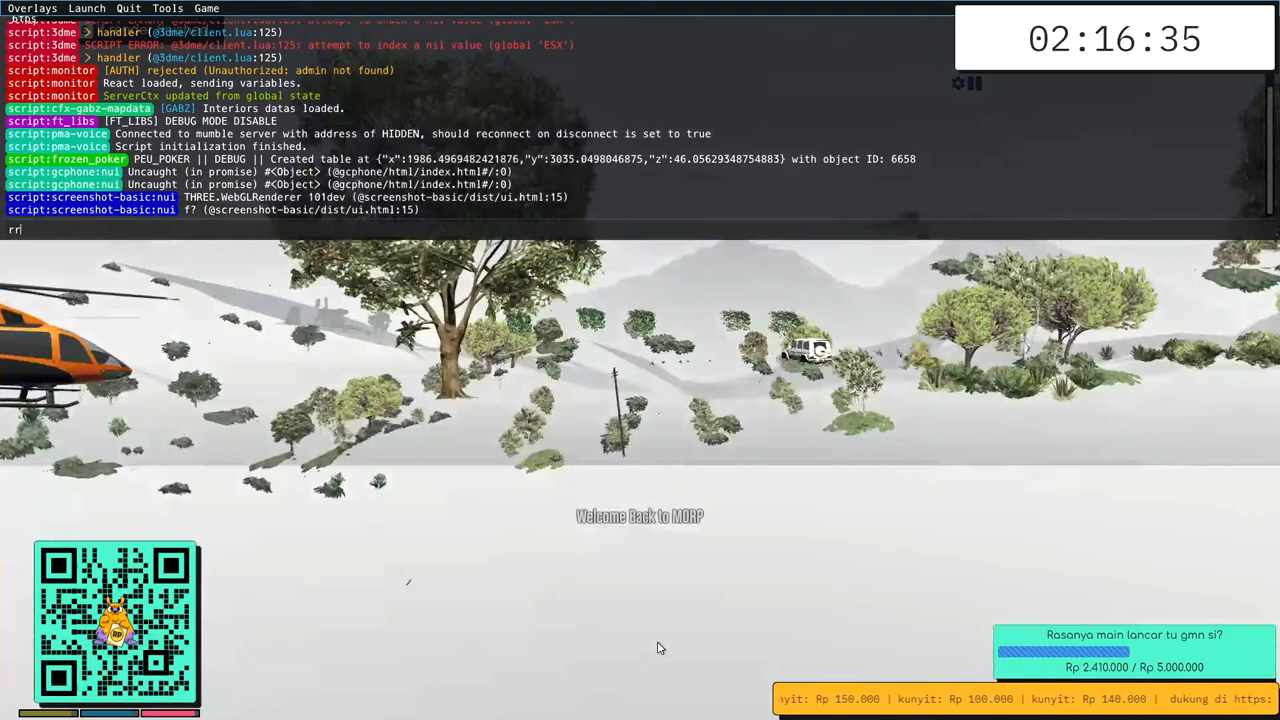 Overlays Launch Quit Tools Game
script:3dme > handler (@3dme/client.lua:125)
script:3dme SCRIPT ERROR: @3dme/client.lua:125: attempt to index a nil value (global 'ESX')
script:3dme > handler (@3dme/client.lua:125)
script:monitor [AUTH] rejected (Unauthorized: admin not found)
script:monitor React loaded, sending variables.
script:monitor ServerCtx updated from global state
script:cfx-gabz-mapdata [GABZ] Interiors datas loaded.
script:ft_libs [FT_LIBS] DEBUG MODE DISABLE
script:pma-voice Connected to mumble server with address of HIDDEN, should reconnect on disconnect is set to true
script:pma-voice Script initialization finished.
script:frozen_poker PEU_POKER || DEBUG || Created table at {"x":1986.4969482421876,"y":3035.0498046875,"z":46.05629348754883} with object ID: 6658
script:gcphone:nui Uncaught (in promise) #<Object> (@gcphone/html/index.html#/:0)
script:gcphone:nui Uncaught (in promise) #<Object> (@gcphone/html/index.html#/:0)
script:screenshot-basic:nui THREE.WebGLRenderer 101dev (@screenshot-basic/dist/ui.html:15)
script:screenshot-basic:nui f? (@screenshot-basic/dist/ui.html:15)
rr
02:16:35
Welcome Back to MORP
RP
Rasanya main lancar tu gmn si?
Rp 2.410.000 / Rp 5.000.000
yit: Rp 150.000 | kunyit: Rp 100.000 | kunyit: Rp 140.000 | dukung di https: